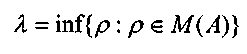 λ = inf{ρ : ρ ∈ M(A)}